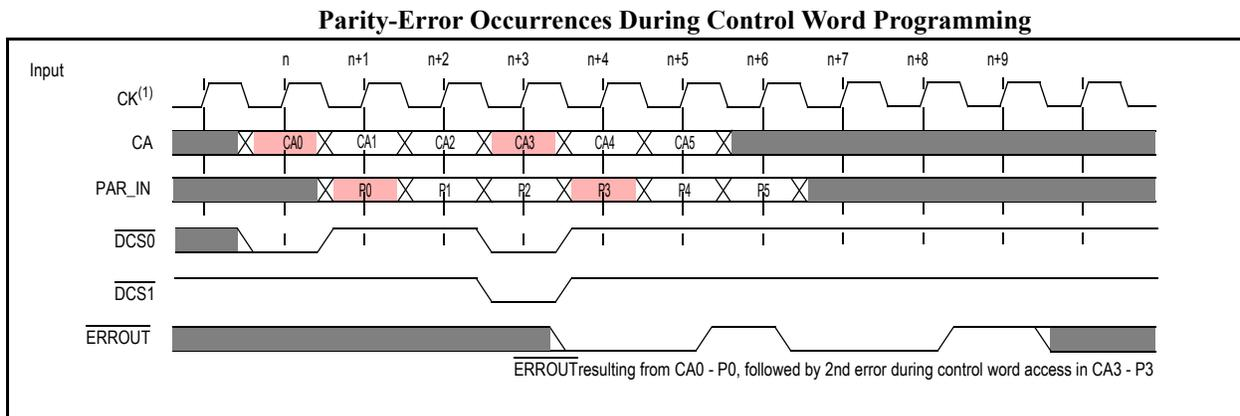 Parity-Error Occurrences During Control Word Programming
Input
n n+1 n+2 n+3 n+4 n+5 n+6 n+7 n+8 n+9
CK(1)
CA CA0 CA1 CA2 CA3 CA4 CA5
PAR_IN P0 P1 P2 P3 P4 P5
DCS0
DCS1
ERROUT
ERROUTresulting from CA0 - P0, followed by 2nd error during control word access in CA3 - P3